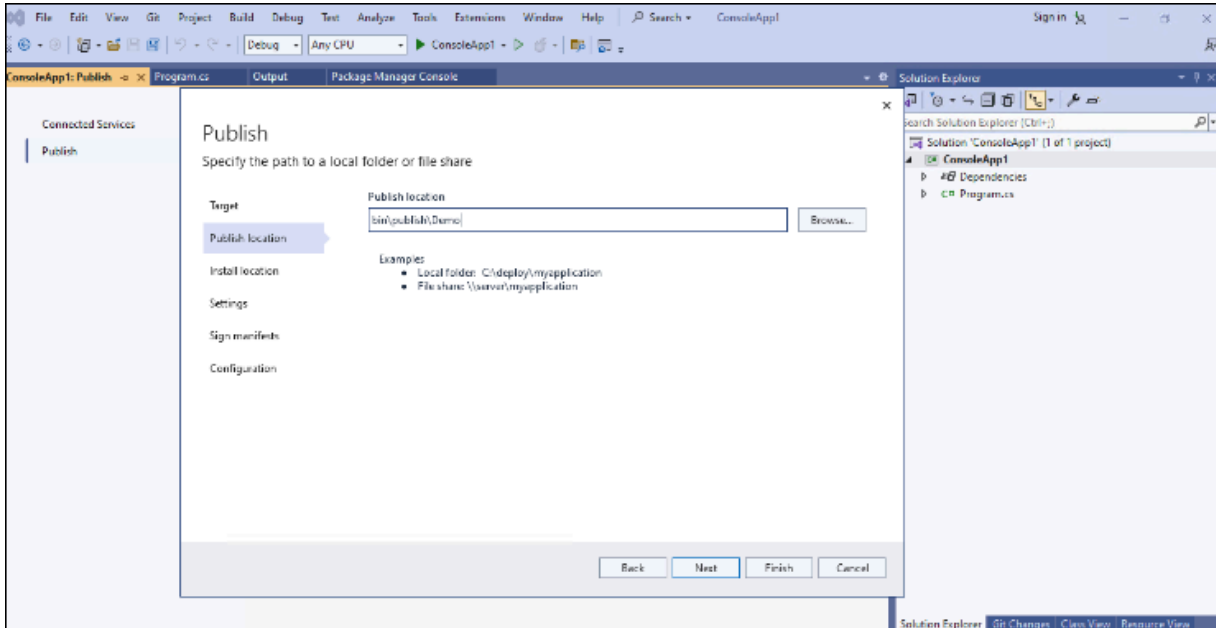 File Edit View Git Project Build Debug Test Analyze Tools Extensions Window Help Search ConsoleApp1 Sign in
Debug Any CPU ConsoleApp1
ConsoleApp1: Publish Program.cs Output Package Manager Console Solution Explorer
Search Solution Explorer (Ctrl+;)
Connected Services
Publish
Publish
Specify the path to a local folder or file share
Target
Publish location
Install location
Settings
Sign manifests
Configuration
Publish location
bin\publish\Demo
Browse...
Examples
• Local folder: C:\deploy\myapplication
• File share: \\server\myapplication
Back Next Finish Cancel
Solution 'ConsoleApp1' (1 of 1 project)
ConsoleApp1
Dependencies
C# Program.cs
Solution Explorer Git Changes Class View Resource View